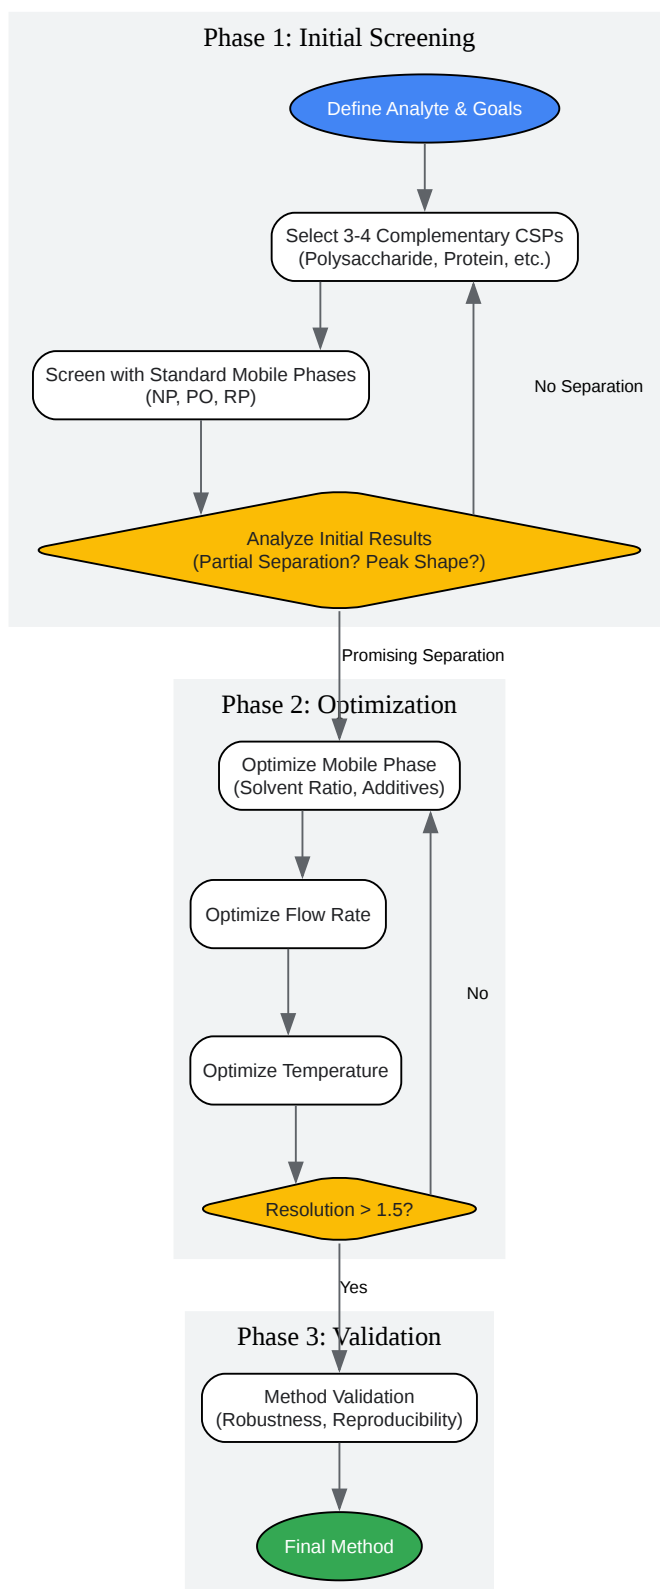 Phase 1: Initial Screening
Define Analyte & Goals
Select 3-4 Complementary CSPs
(Polysaccharide, Protein, etc.)
Screen with Standard Mobile Phases
(NP, PO, RP)
No Separation
Analyze Initial Results
(Partial Separation? Peak Shape?)
Promising Separation
Phase 2: Optimization
Optimize Mobile Phase
(Solvent Ratio, Additives)
Optimize Flow Rate
No
Optimize Temperature
Resolution > 1.5?
Yes
Phase 3: Validation
Method Validation
(Robustness, Reproducibility)
Final Method